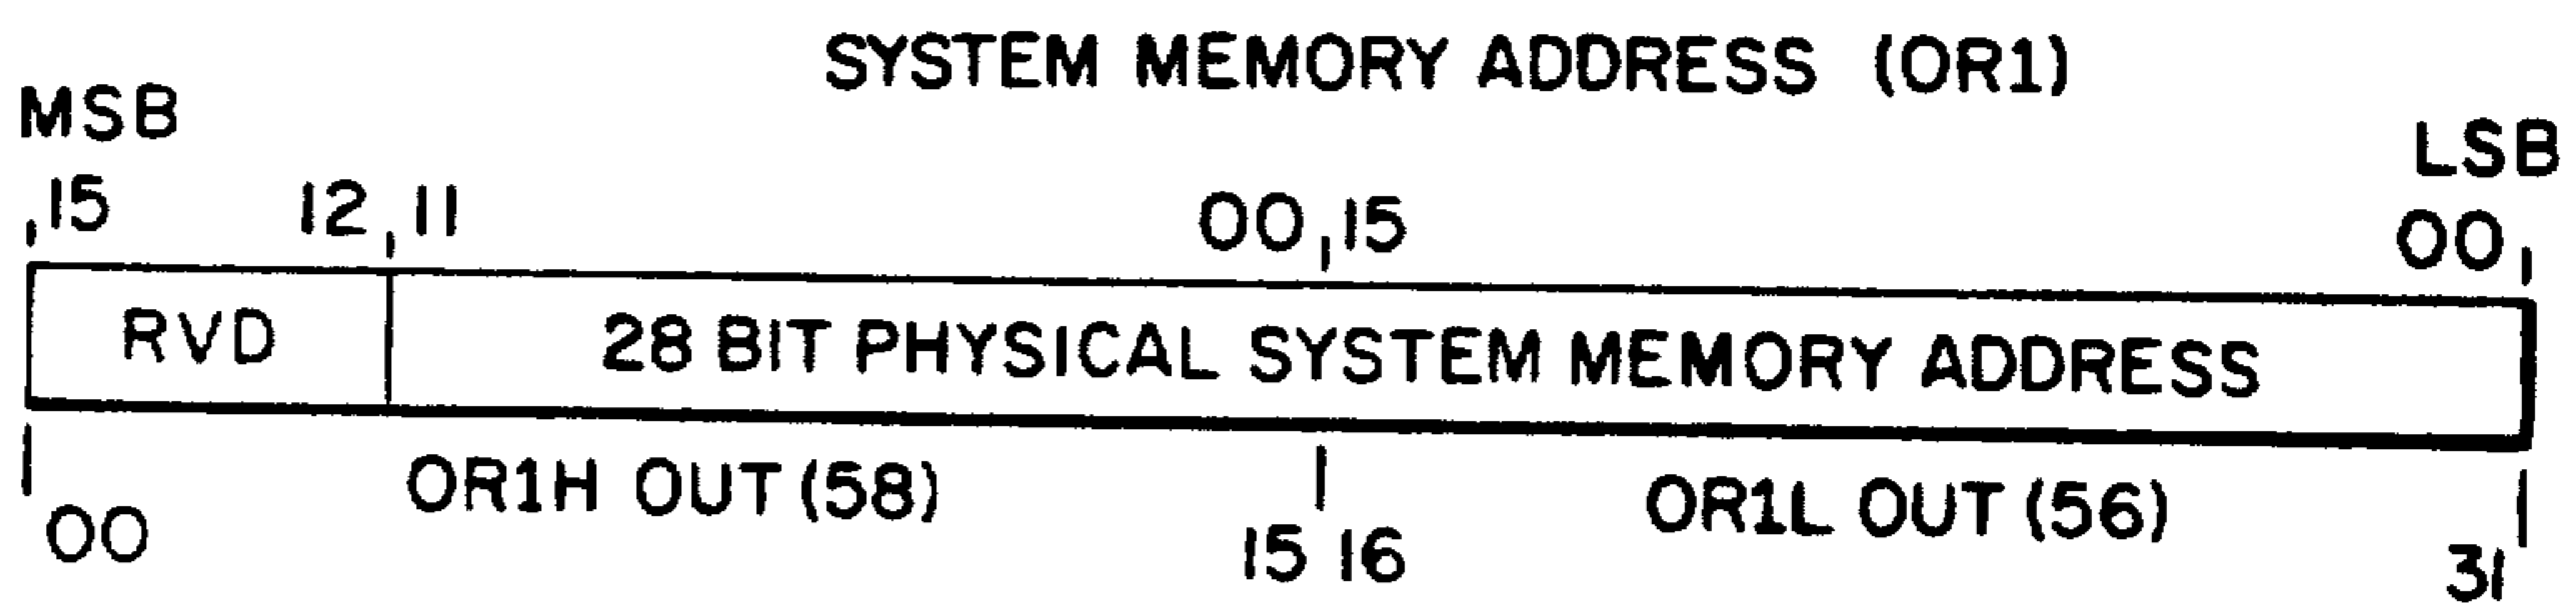 SYSTEM MEMORY ADDRESS (OR1)
MSB LSB
15 12 11 00 15 00
RVD 28 BIT PHYSICAL SYSTEM MEMORY ADDRESS
OR1H OUT (58) OR1L OUT (56)
00 15 16 31